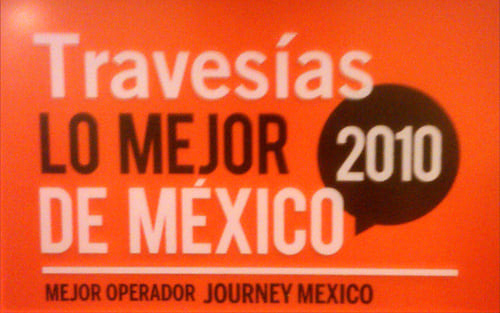 Travesías
LO MEJOR
2010
DE MÉXICO
MEJOR OPERADOR JOURNEY MEXICO